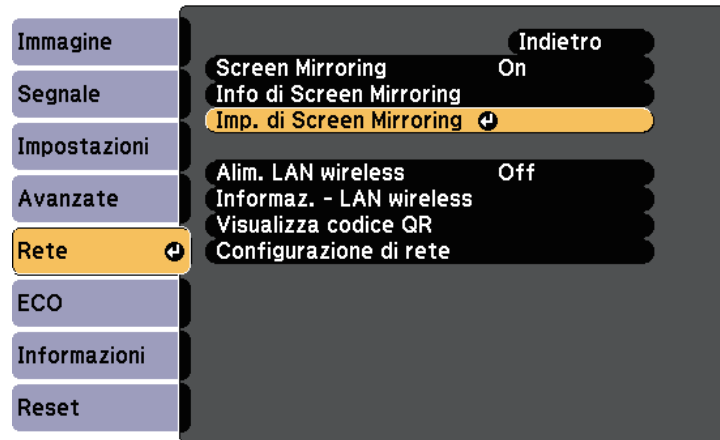 Immagine
Segnale
Impostazioni
Avanzate
Rete
ECO
Informazioni
Reset
Indietro
Screen Mirroring On
Info di Screen Mirroring
Imp. di Screen Mirroring
Alim. LAN wireless Off
Informaz. - LAN wireless
Visualizza codice QR
Configurazione di rete